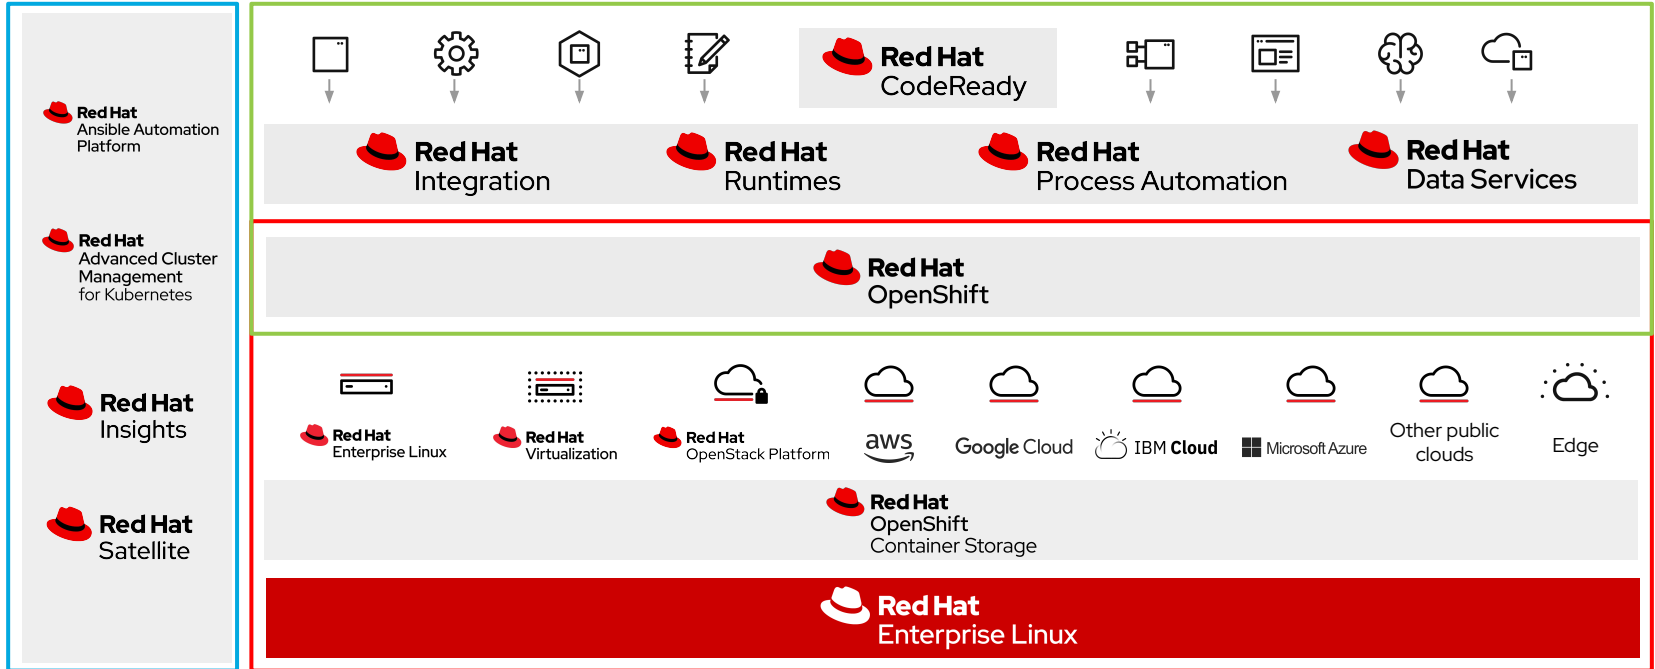 Red Hat
Ansible Automation
Platform
Red Hat
Advanced Cluster
Management
for Kubernetes
Red Hat
Insights
Red Hat
Satellite
Red Hat
CodeReady
Red Hat
Integration
Red Hat
Runtimes
Red Hat
Process Automation
Red Hat
Data Services
Red Hat
OpenShift
Red Hat
Enterprise Linux
Red Hat
Virtualization
Red Hat
OpenStack Platform
aws
Google Cloud
IBM Cloud
Microsoft Azure
Other public
clouds
Edge
Red Hat
OpenShift
Container Storage
Red Hat
Enterprise Linux